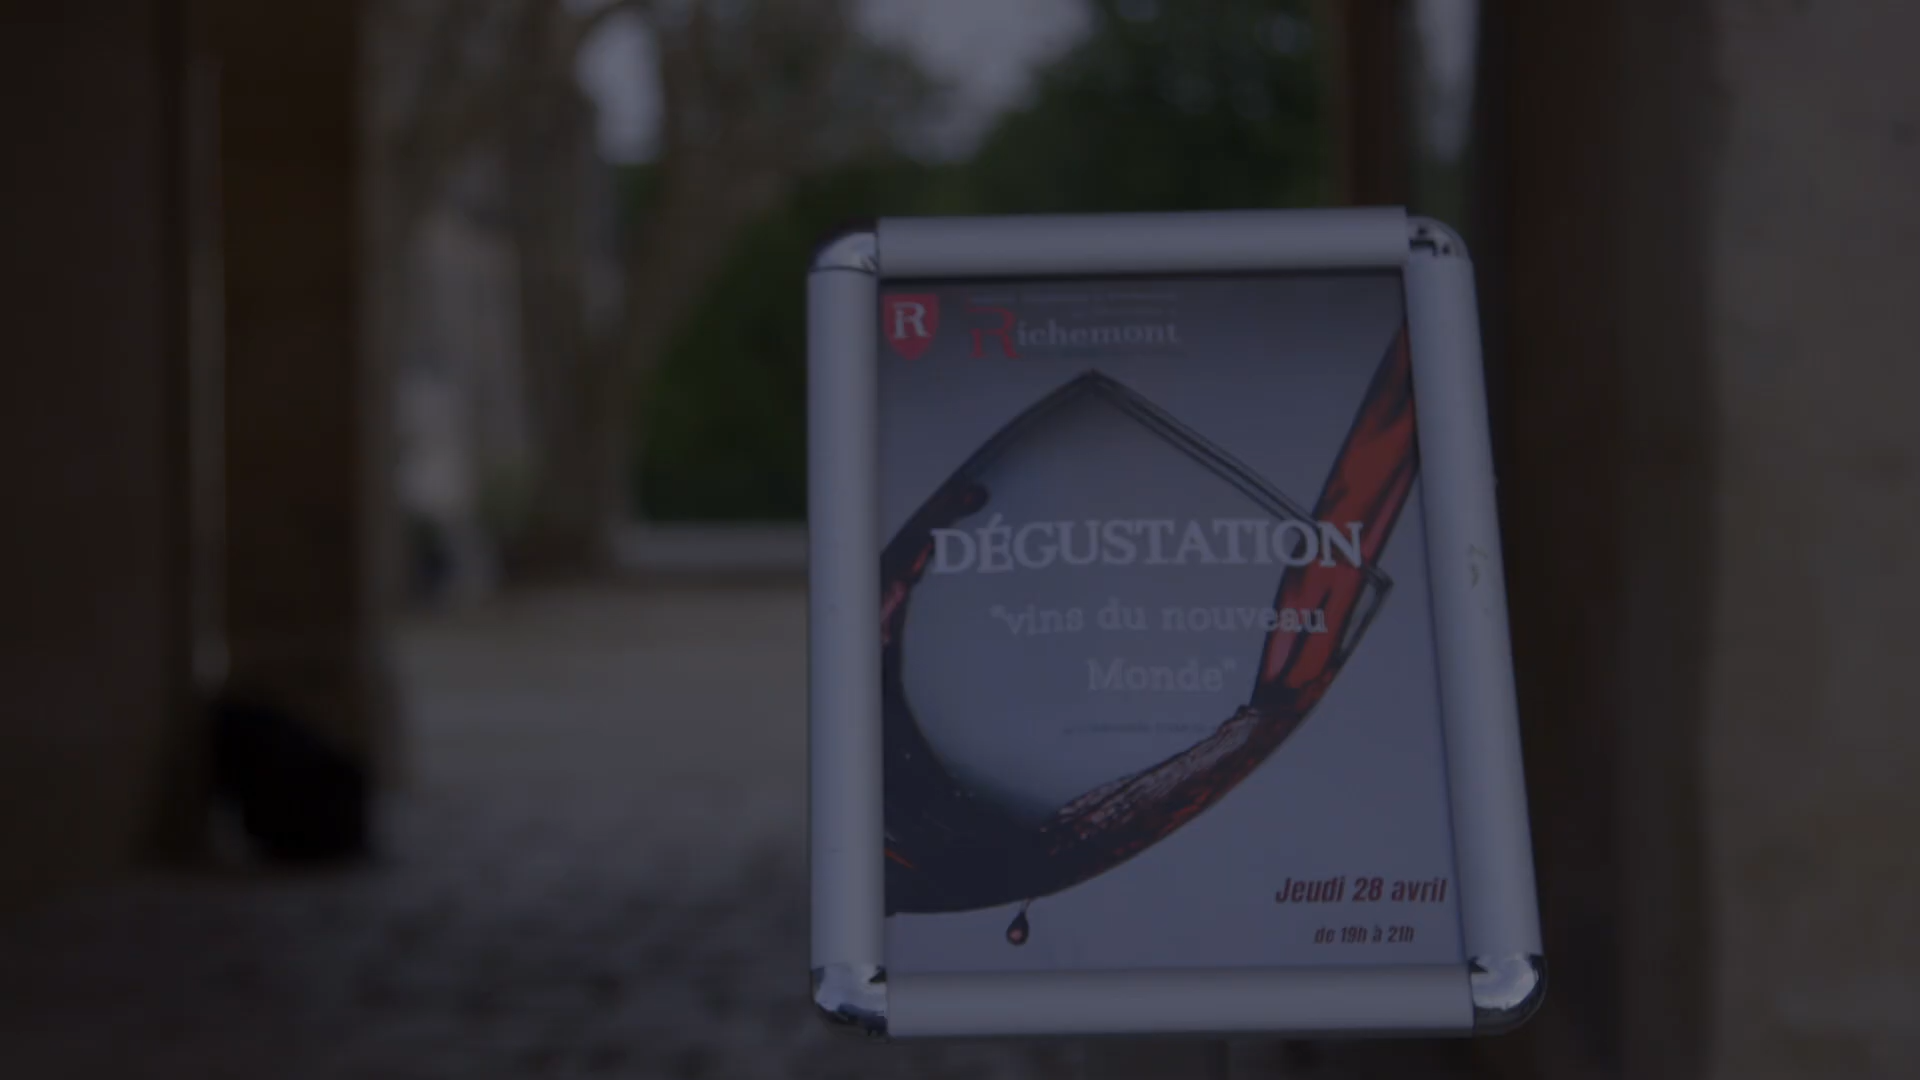 R
Richemont
DÉGUSTATION
"vins du nouveau
Monde"
Jeudi 28 avril
de 19h à 21h